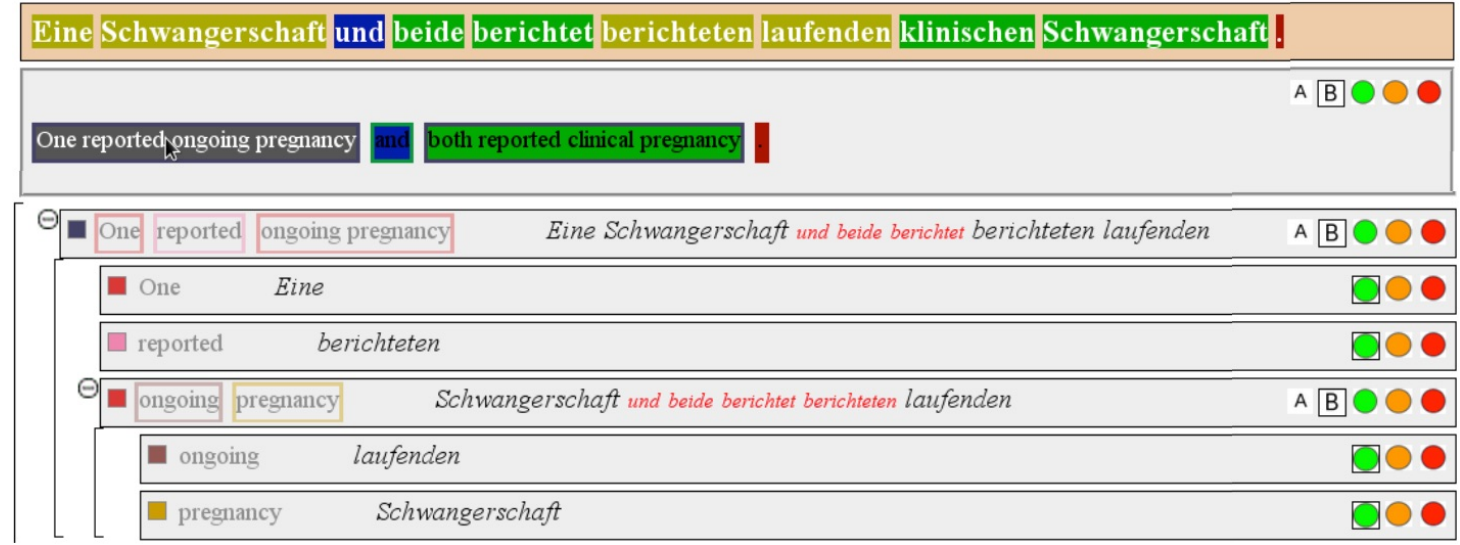 Eine Schwangerschaft und beide berichtet berichteten laufenden klinischen Schwangerschaft .
A B
One reported ongoing pregnancy and both reported clinical pregnancy .
One reported ongoing pregnancy Eine Schwangerschaft und beide berichtet berichteten laufenden A B
One Eine
reported berichteten
ongoing pregnancy Schwangerschaft und beide berichtet berichteten laufenden A B
ongoing laufenden
pregnancy Schwangerschaft